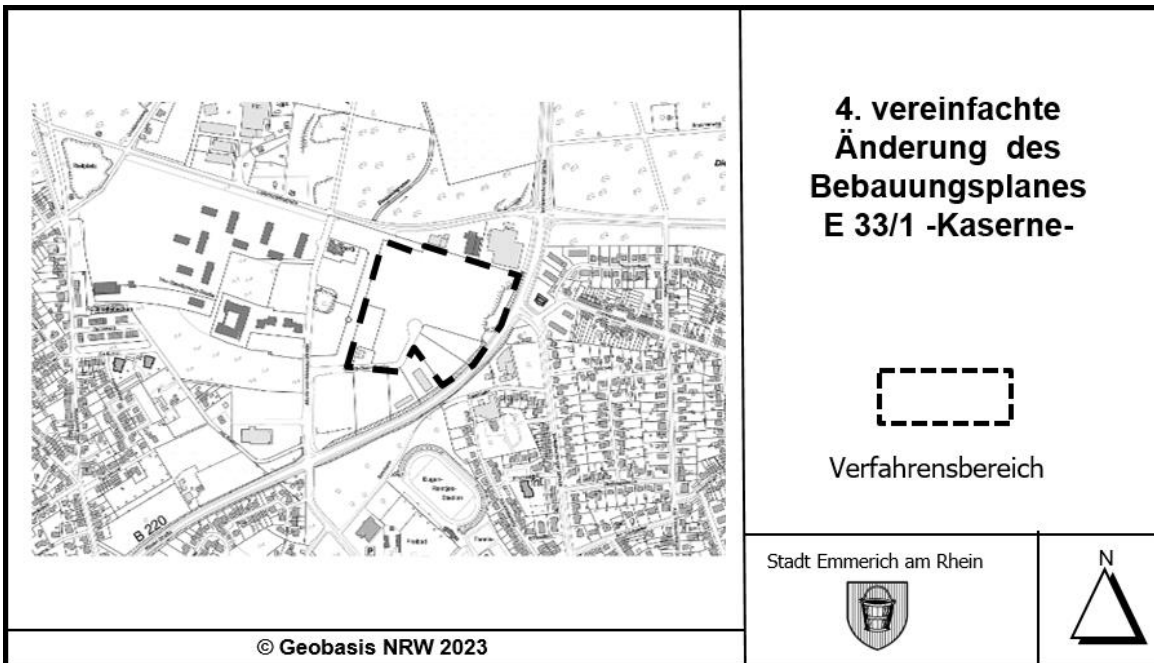 4. vereinfachte
Änderung des
Bebauungsplanes
E 33/1 -Kaserne-
Verfahrensbereich
Stadt Emmerich am Rhein
N
B 220
P
© Geobasis NRW 2023